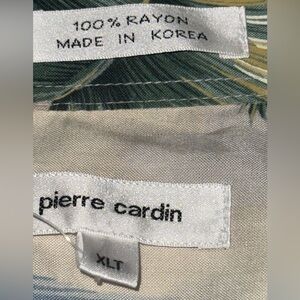 100% RAYON
MADE IN KOREA
pierre cardin
XLT